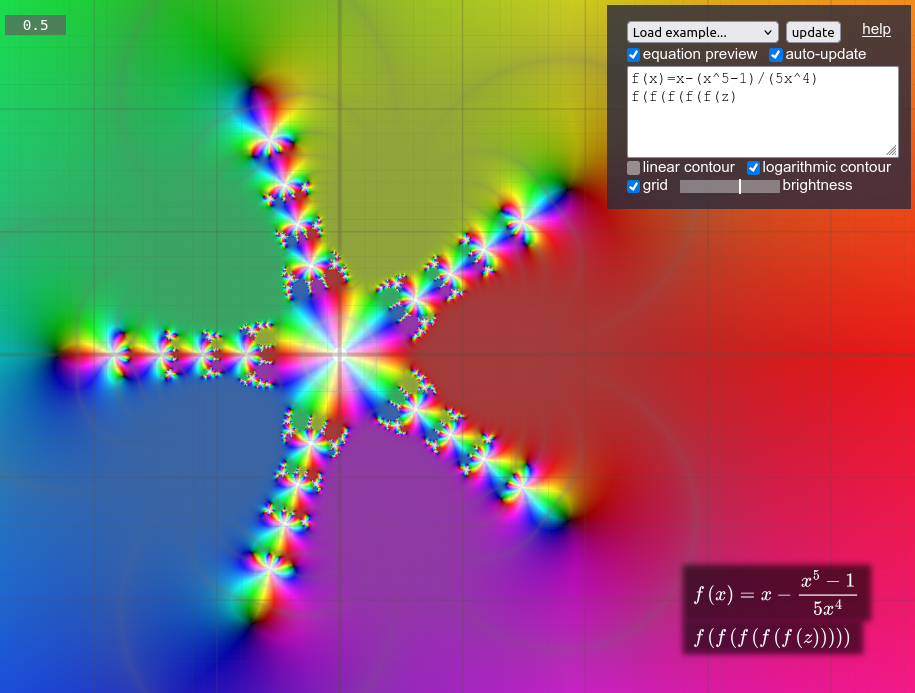 0.5
Load example... update help
equation preview auto-update
f(x)=x-(x^5-1)/(5x^4)
f(f(f(f(f(z)
linear contour logarithmic contour
grid brightness
f(x) = x − \frac{x^5 − 1}{5x^4}
f(f(f(f(f(z)))))